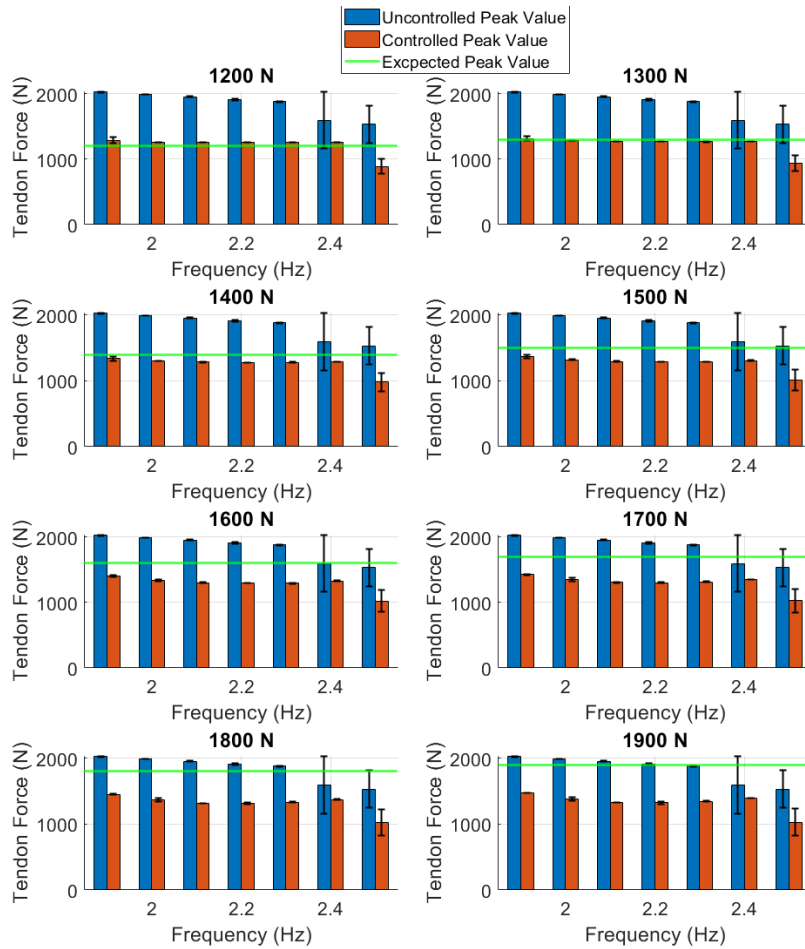 Uncontrolled Peak Value
Controlled Peak Value
Excpected Peak Value
1200 N
2000
1000
0
Tendon Force (N)
2
2.2
2.4
Frequency (Hz)
1300 N
2000
1000
0
Tendon Force (N)
2
2.2
2.4
Frequency (Hz)
1400 N
2000
1000
0
Tendon Force (N)
2
2.2
2.4
Frequency (Hz)
1500 N
2000
1000
0
Tendon Force (N)
2
2.2
2.4
Frequency (Hz)
1600 N
2000
1000
0
Tendon Force (N)
2
2.2
2.4
Frequency (Hz)
1700 N
2000
1000
0
Tendon Force (N)
2
2.2
2.4
Frequency (Hz)
1800 N
2000
1000
0
Tendon Force (N)
2
2.2
2.4
Frequency (Hz)
1900 N
2000
1000
0
Tendon Force (N)
2
2.2
2.4
Frequency (Hz)